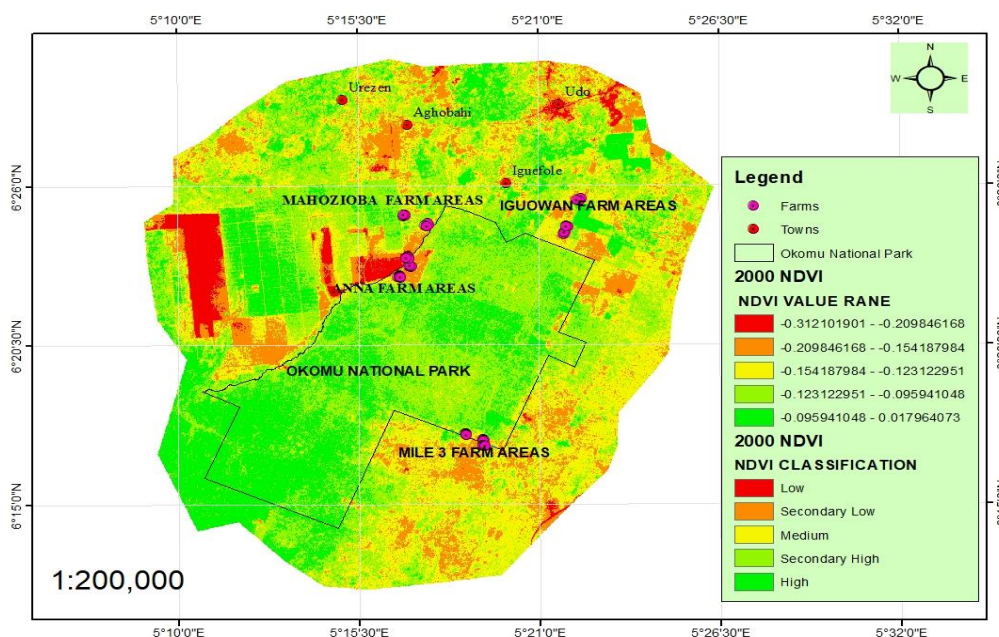 5°10'0"E
5°15'30"E
5°21'0"E
5°26'30"E
5°32'0"E
N
W E
S
Urezen
Udo
Aghobahi
Iguefole
6°26'0"N
MAHOZIOBA FARM AREAS
IGUOWAN FARM AREAS
ANNA FARM AREAS
6°20'30"N
OKOMU NATIONAL PARK
MILE 3 FARM AREAS
6°15'0"N
1:200,000
Legend
Farms
Towns
Okomu National Park
2000 NDVI
NDVI VALUE RANE
-0.312101901 - -0.209846168
-0.209846168 - -0.154187984
-0.154187984 - -0.123122951
-0.123122951 - -0.095941048
-0.095941048 - 0.017964073
2000 NDVI
NDVI CLASSIFICATION
Low
Secondary Low
Medium
Secondary High
High
5°10'0"E
5°15'30"E
5°21'0"E
5°26'30"E
5°32'0"E